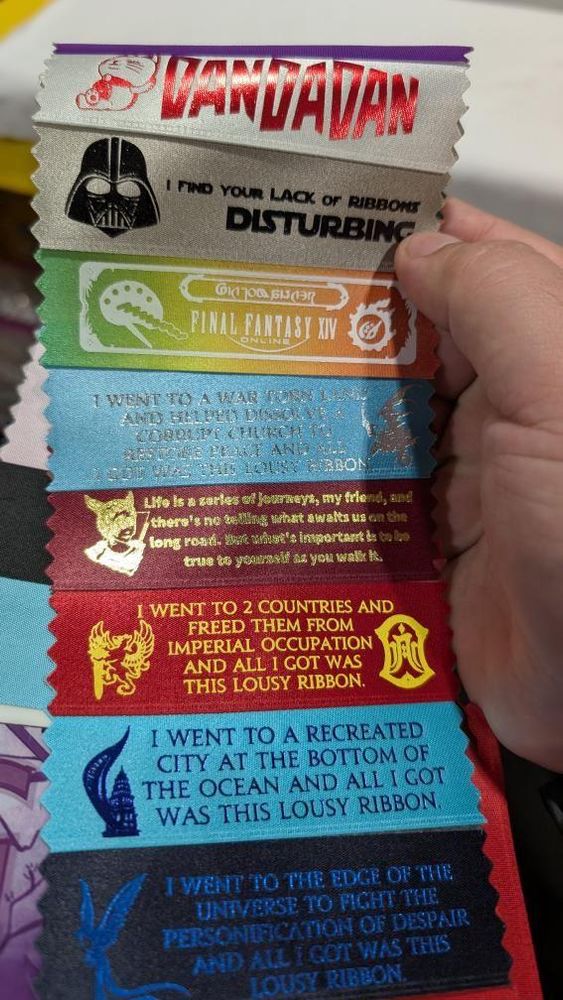 DANDADAN
I FIND YOUR LACK OF RIBBONS
DISTURBING
FINAL FANTASY XIV
ONLINE
I WENT TO A WAR TORN LAND
AND HELPED DISSOLVE A
CORRUPT CHURCH TO
RESTORE PEACE AND ALL
I GOT WAS THIS LOUSY RIBBON.
Life is a series of journeys, my friend, and
there's no telling what awaits us on the
long road. But what's important is to be
true to yourself as you walk it.
I WENT TO 2 COUNTRIES AND
FREED THEM FROM
IMPERIAL OCCUPATION
AND ALL I GOT WAS
THIS LOUSY RIBBON.
I WENT TO A RECREATED
CITY AT THE BOTTOM OF
THE OCEAN AND ALL I GOT
WAS THIS LOUSY RIBBON.
I WENT TO THE EDGE OF THE
UNIVERSE TO FIGHT THE
PERSONIFICATION OF DESPAIR
AND ALL I GOT WAS THIS
LOUSY RIBBON.